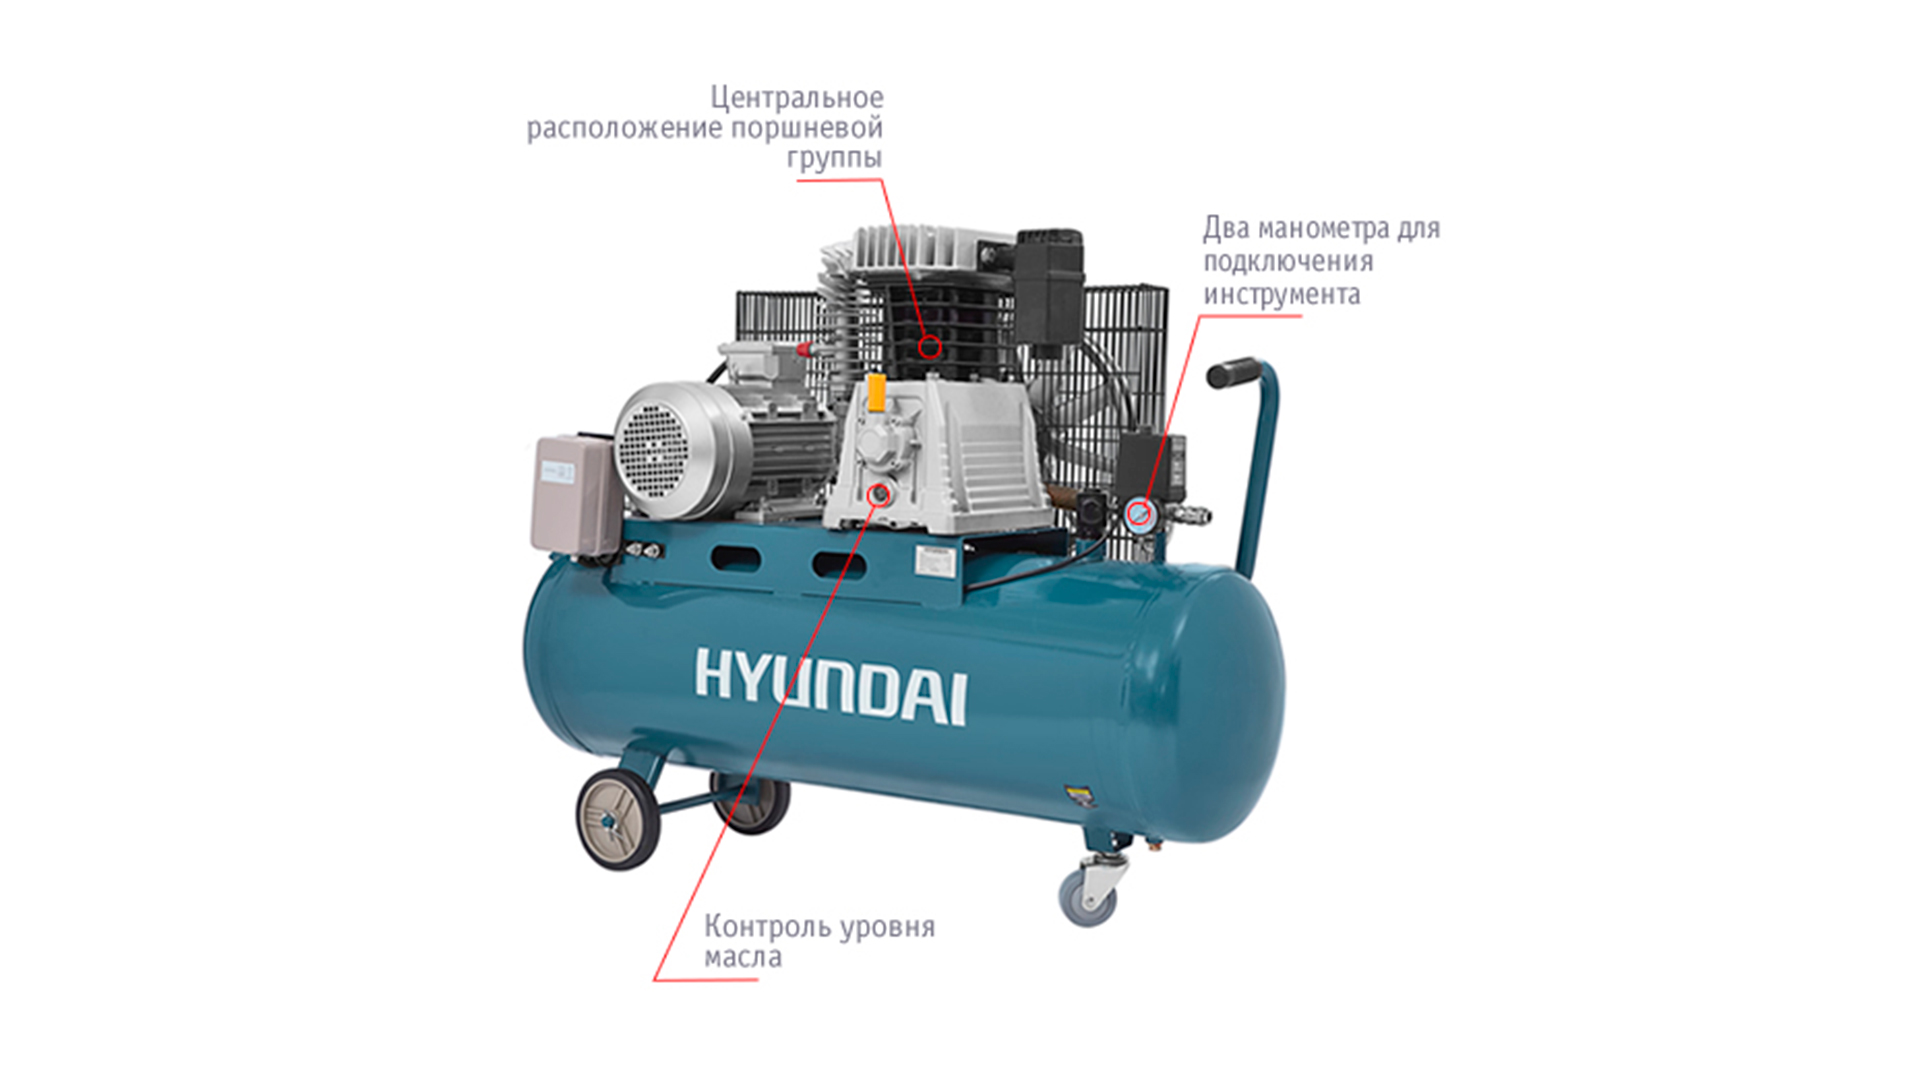 Центральное
расположение поршневой
группы
Два манометра для
подключения
инструмента
HYUNDAI
Контроль уровня
масла